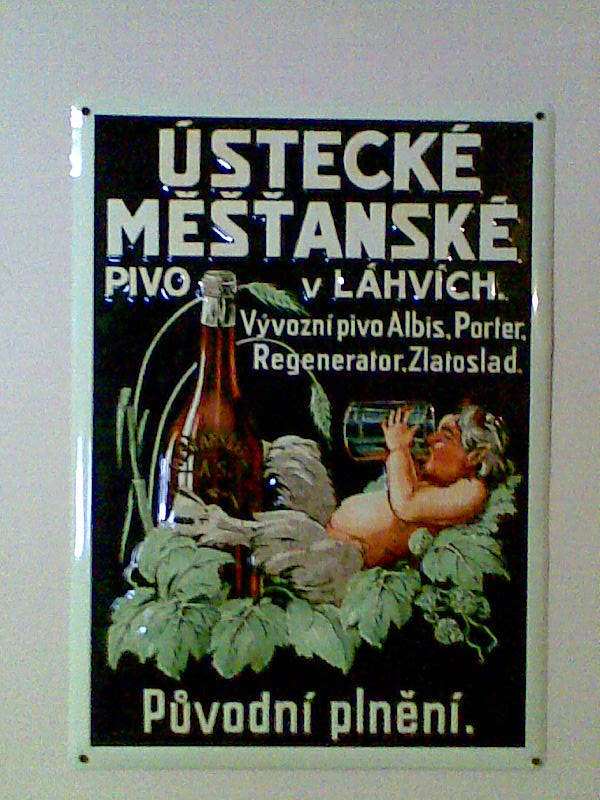 ÚSTECKÉ
MĚŠŤANSKÉ
PIVO v LÁHVÍCH.
Vývozní pivo Albis, Porter,
Regenerator, Zlatoslad.
Původní plnění.